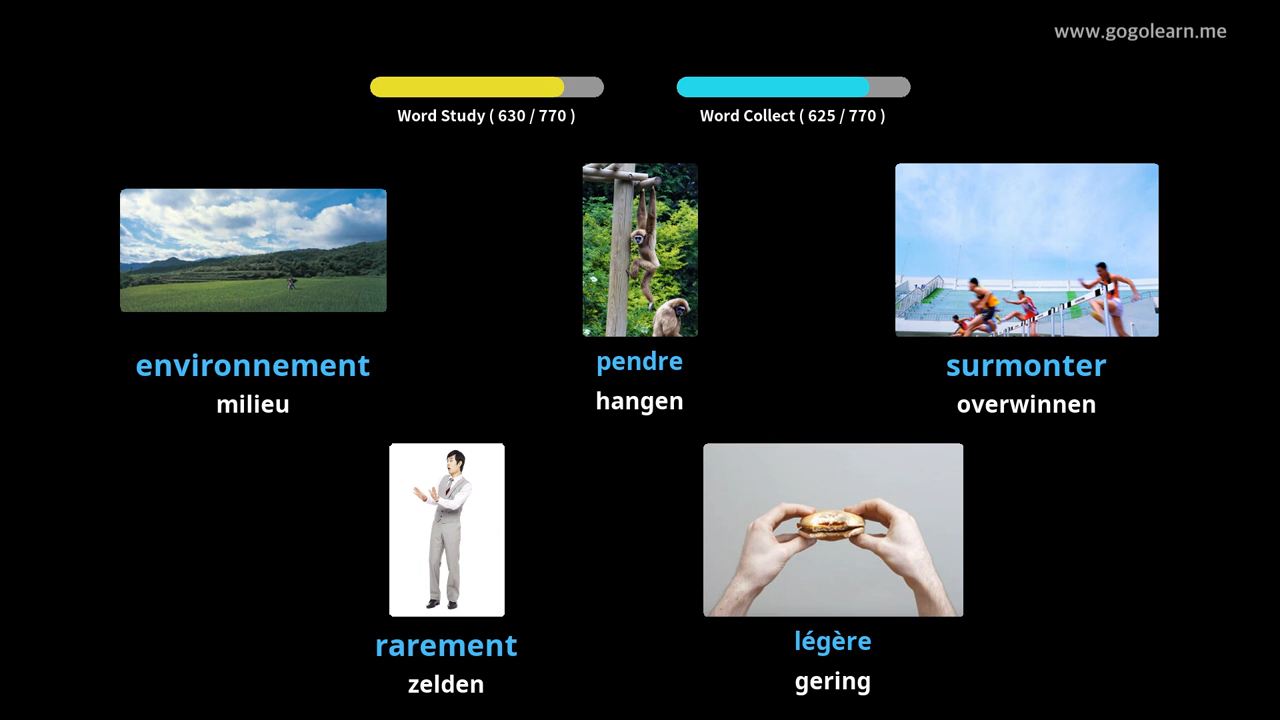 www.gogolearn.me
Word Study ( 630 / 770 )
Word Collect ( 625 / 770 )
environnement
milieu
pendre
hangen
surmonter
overwinnen
rarement
zelden
légère
gering